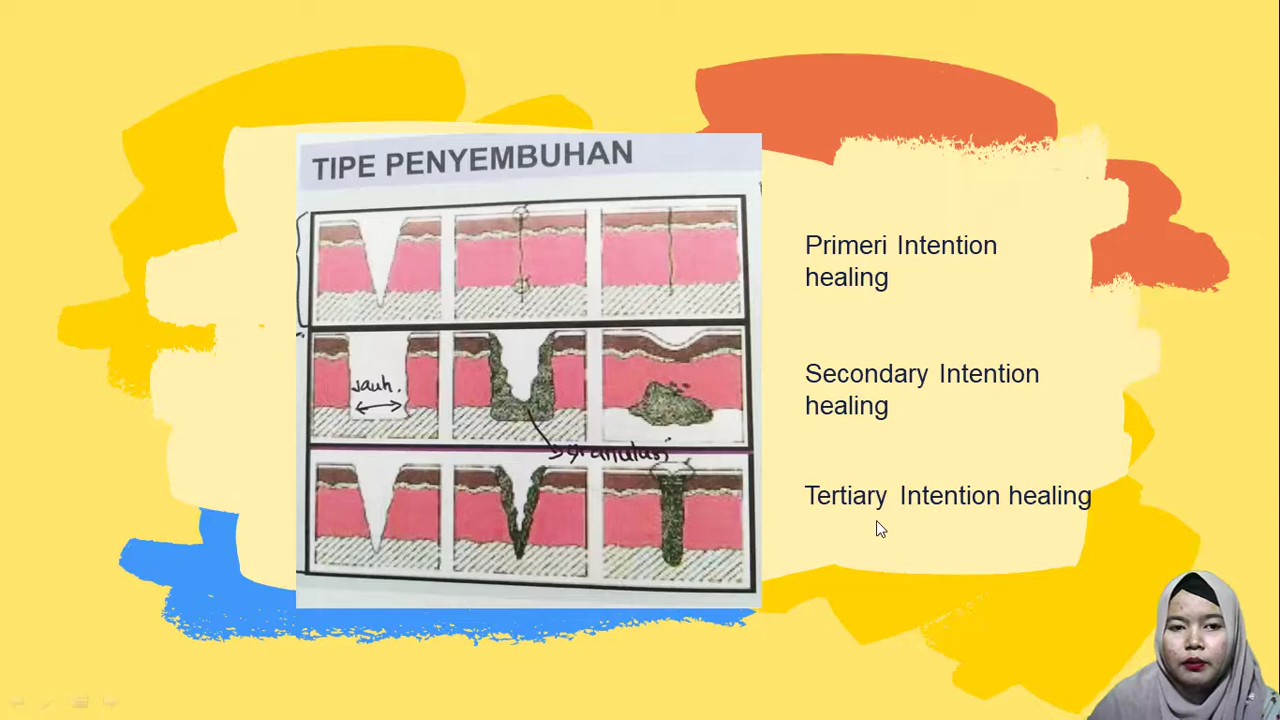 TIPE PENYEMBUHAN
Jauh.
granulasi
Primeri Intention
healing
Secondary Intention
healing
Tertiary Intention healing